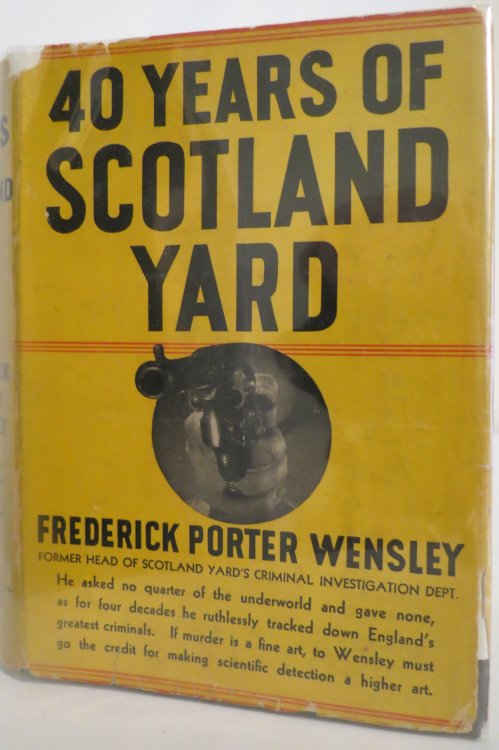 40 YEARS OF
SCOTLAND
YARD
FREDERICK PORTER WENSLEY
FORMER HEAD OF SCOTLAND YARD'S CRIMINAL INVESTIGATION DEPT.
He asked no quarter of the underworld and gave none,
as for four decades he ruthlessly tracked down England's
greatest criminals. If murder is a fine art, to Wensley must
go the credit for making scientific detection a higher art.